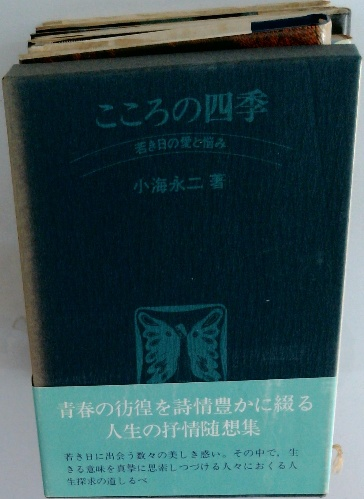 こころの四季
若き日の愛と悩み
小海永二 著
青春の彷徨を詩情豊かに綴る
人生の抒情随想集
若き日に出会う数々の美しき惑い。その中で、生
きる意味を真摯に思索しつづける人々におくる人
生探求の道しるべ